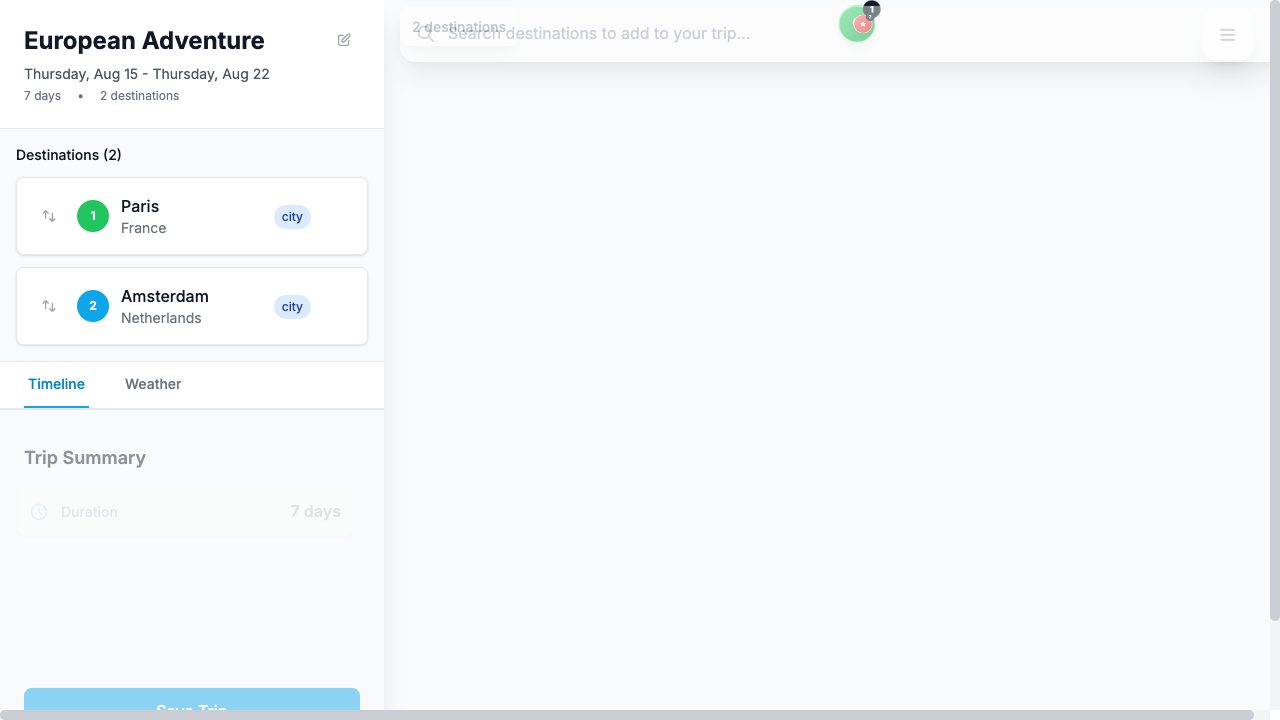 European Adventure
Thursday, Aug 15 - Thursday, Aug 22
7 days • 2 destinations
Destinations (2)
1
Paris
France
city
2
Amsterdam
Netherlands
city
Timeline
Weather
Trip Summary
Duration
7 days
Save Trip
2 destinations
Search destinations to add to your trip...
1